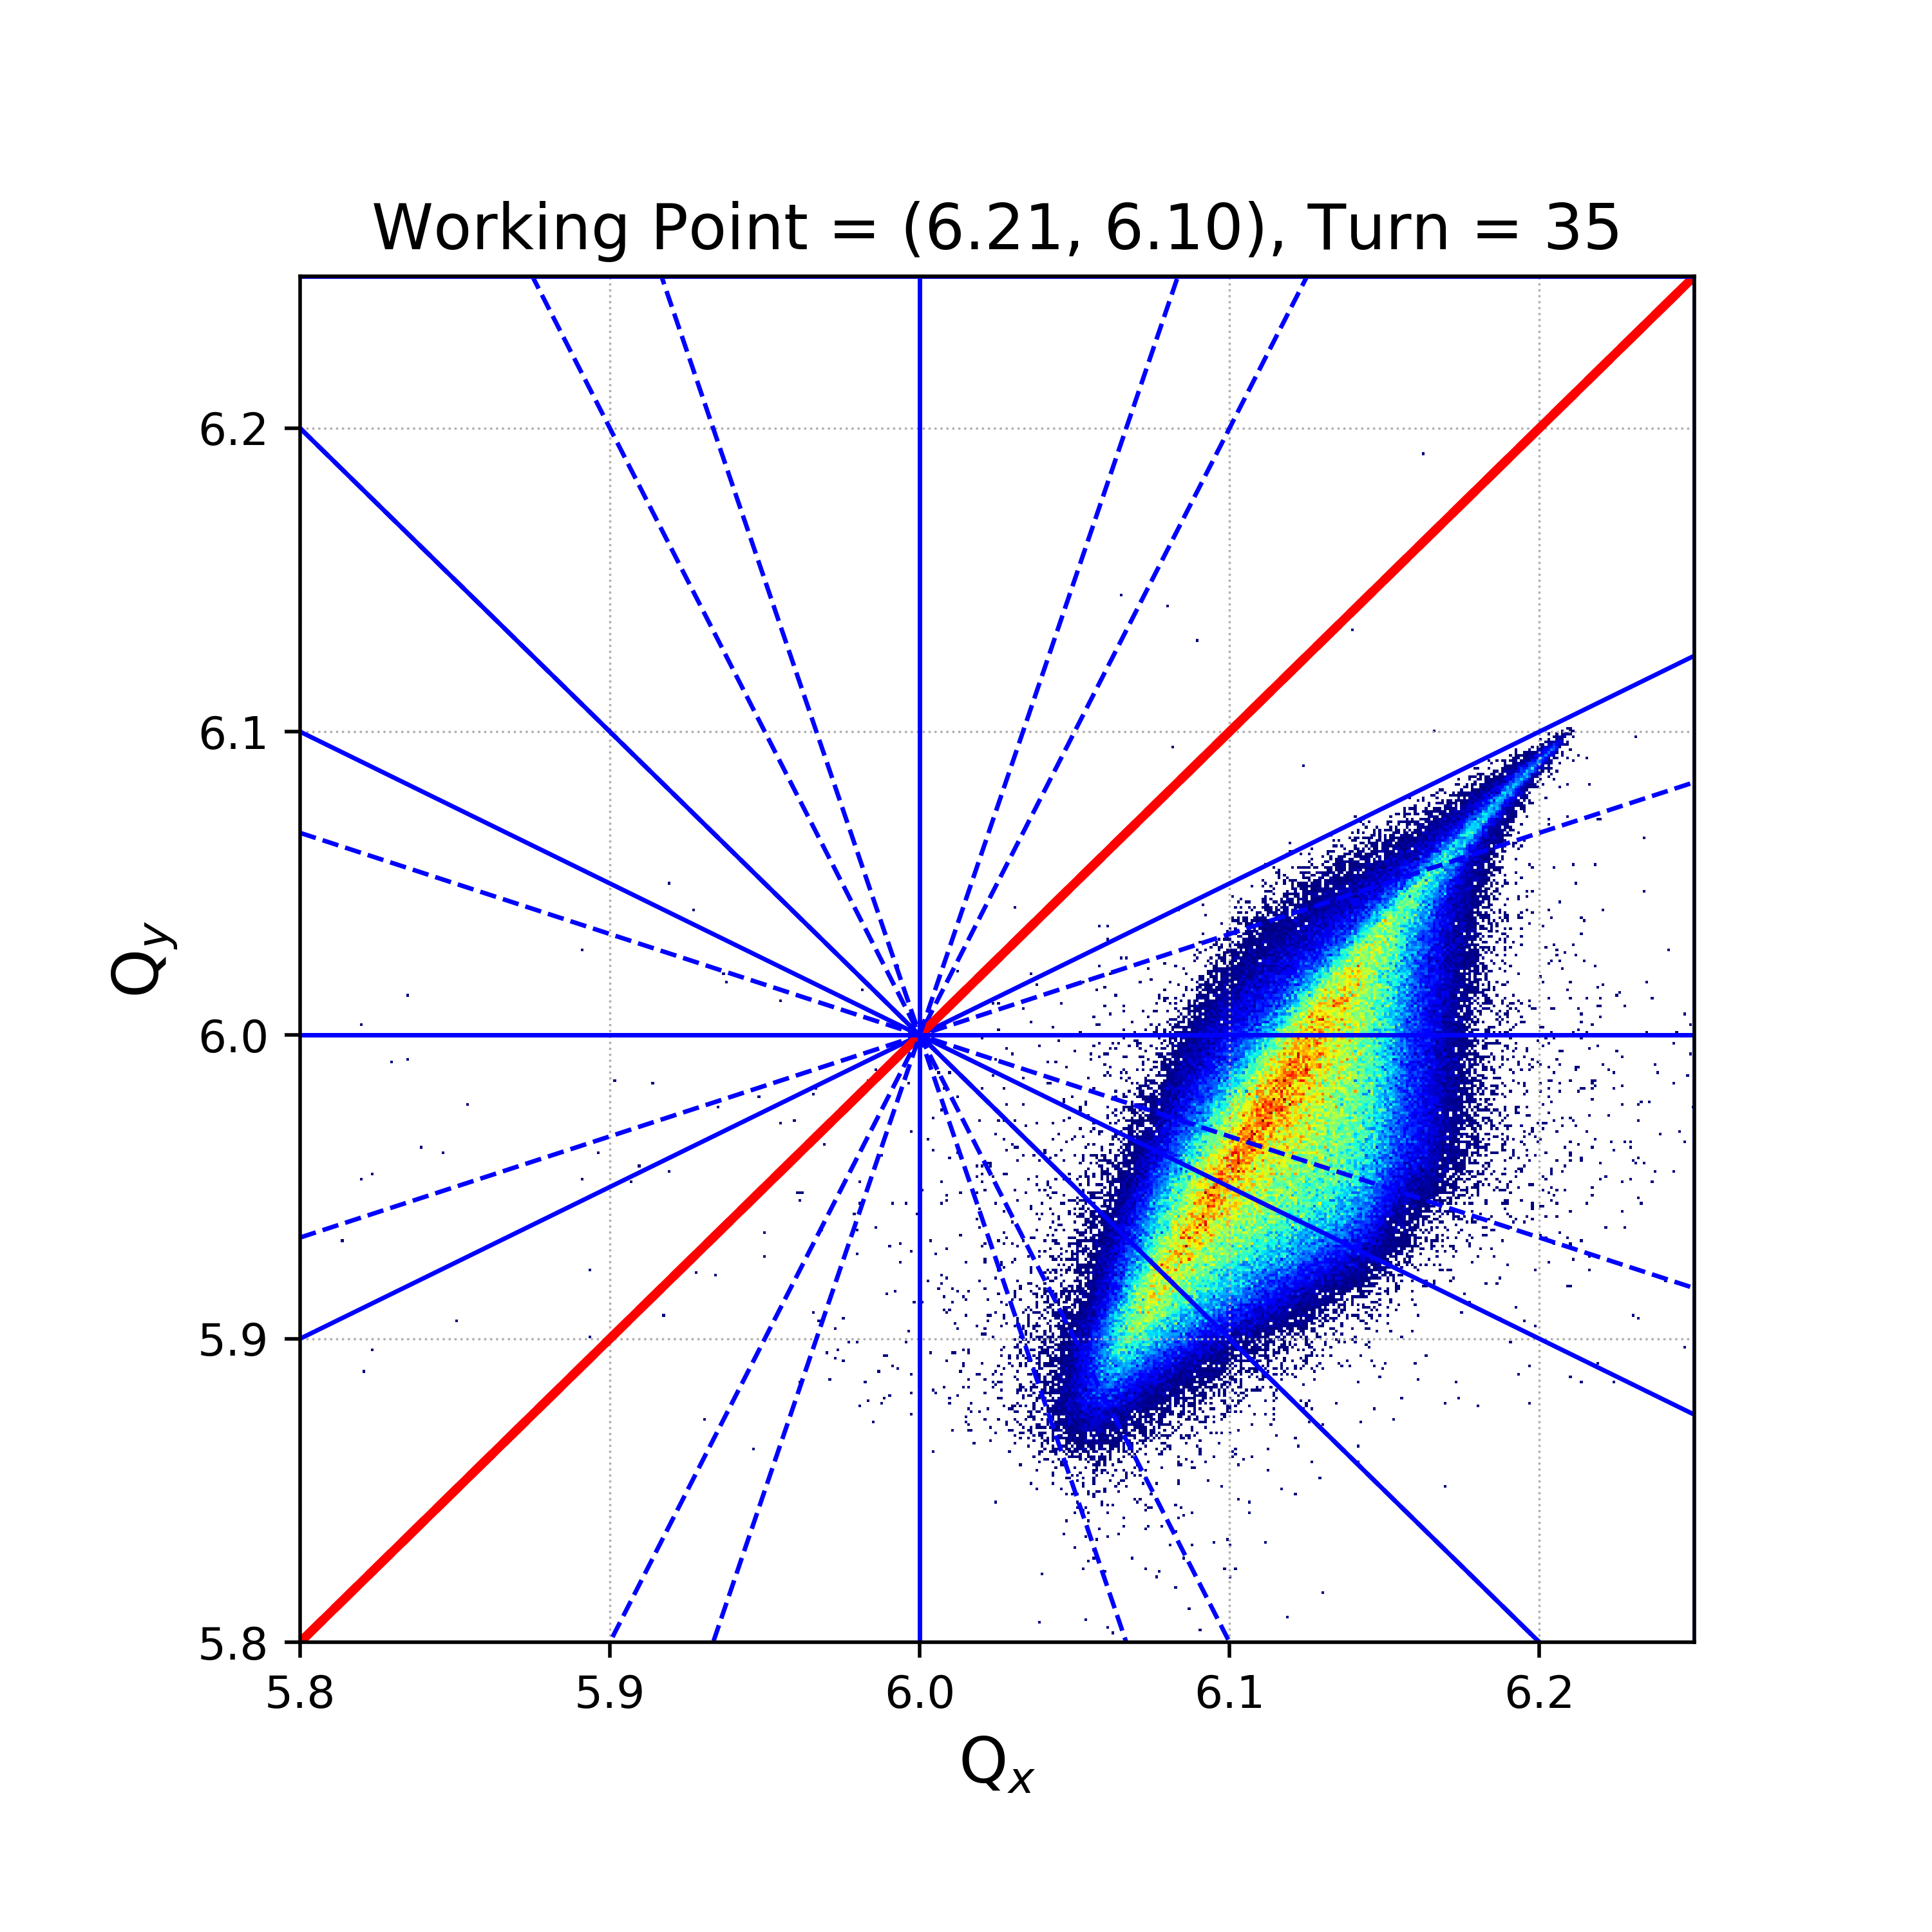 Working Point = (6.21, 6.10), Turn = 35
6.2
6.1
6.0
5.9
5.8
Qy
5.8 5.9 6.0 6.1 6.2
Qx